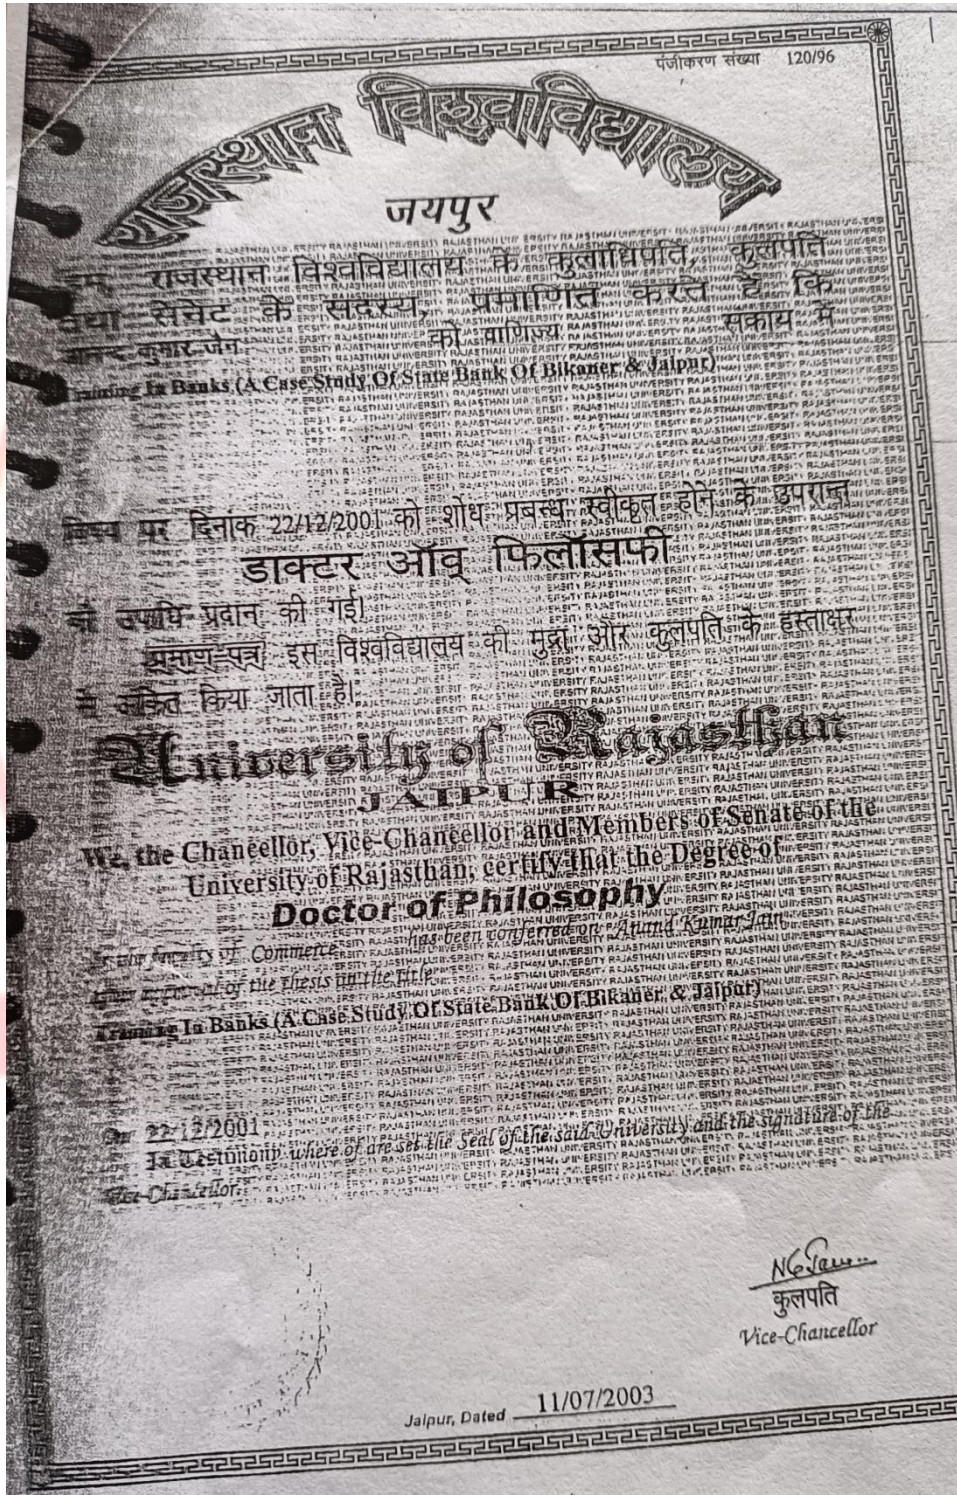 पंजीकरण संख्या 120/96
राजस्थान विश्वविद्यालय
जयपुर
हम, राजस्थान विश्वविद्यालय के कुलाधिपति, कुलपति
तथा सेनेट के सदस्य, प्रमाणित करते हैं कि
आनन्द कुमार जैन को वाणिज्य संकाय में
Training In Banks (A Case Study Of State Bank Of Bikaner & Jaipur)
विषय पर दिनांक 22/12/2001 को शोध प्रबन्ध स्वीकृत होने के उपरान्त
डाक्टर ऑव् फिलॉसफी
की उपाधि प्रदान की गई।
प्रमाण-पत्र इस विश्वविद्यालय की मुद्रा और कुलपति के हस्ताक्षर
से अंकित किया जाता है।
University of Rajasthan
JAIPUR
We, the Chancellor, Vice-Chancellor and Members of Senate of the
University of Rajasthan, certify that the Degree of
Doctor of Philosophy
In the faculty of Commerce has been conferred on Anand Kumar Jain
upon approval of the thesis on the title
Training In Banks (A Case Study Of State Bank Of Bikaner & Jaipur)
On 22/12/2001
In Testimony where of are set the Seal of the said University and the signature of the
Vice-Chancellor.
कुलपति
Vice-Chancellor
Jaipur, Dated 11/07/2003